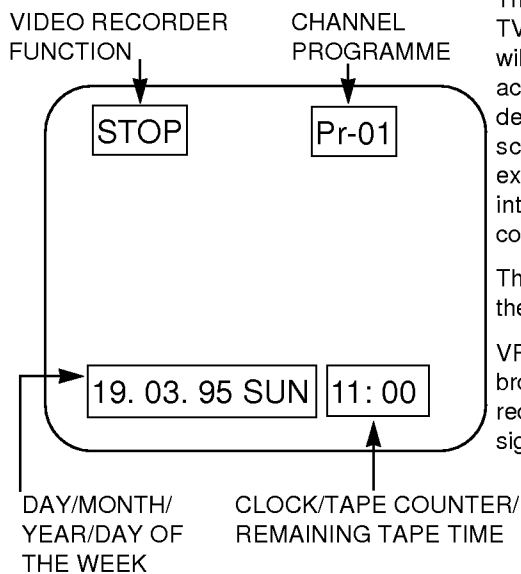 VIDEO RECORDER
FUNCTION
CHANNEL
PROGRAMME
STOP
Pr-01
19. 03. 95 SUN
11: 00
DAY/MONTH/
YEAR/DAY OF
THE WEEK
CLOCK/TAPE COUNTER/
REMAINING TAPE TIME
TV